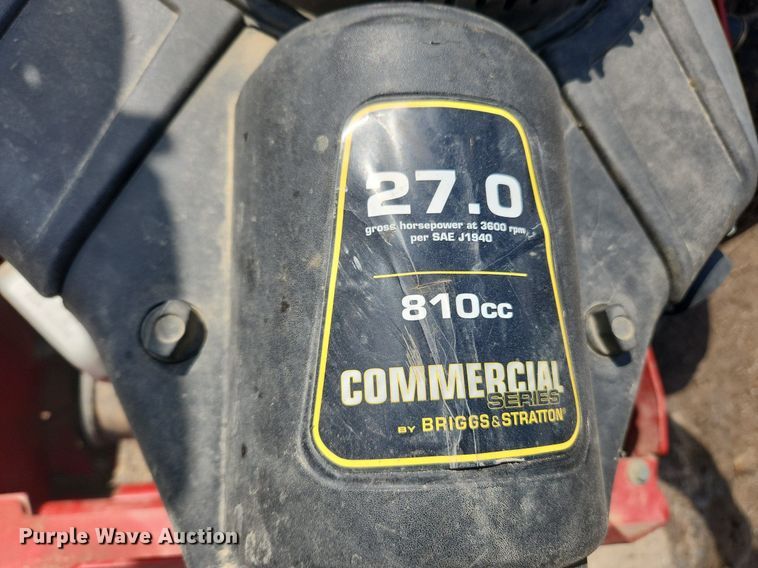 27.0
gross horsepower at 3600 rpm
per SAE J1940
810cc
COMMERCIAL
SERIES
BY BRIGGS & STRATTON®
Purple Wave Auction